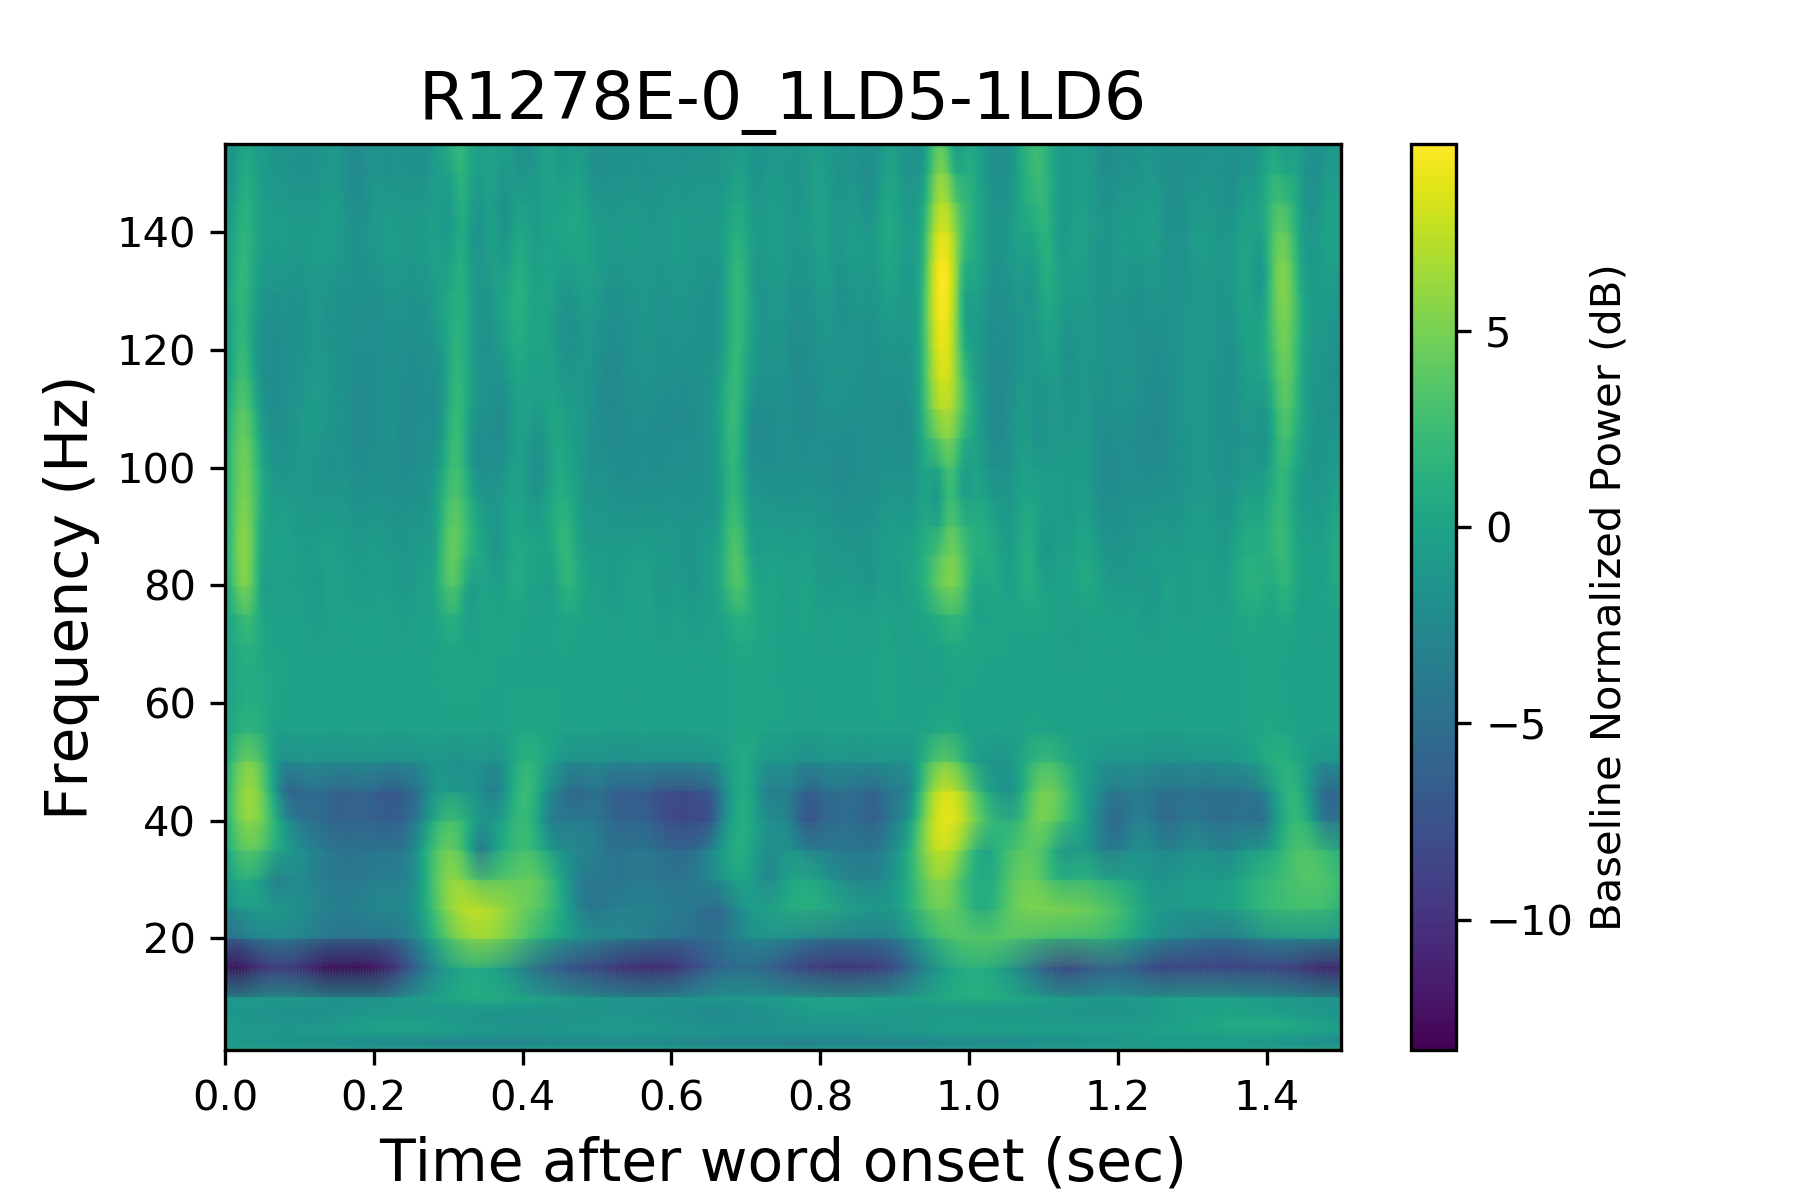 R1278E-0_1LD5-1LD6
140
120
100
80
60
40
20
Frequency (Hz)
0.0 0.2 0.4 0.6 0.8 1.0 1.2 1.4
Time after word onset (sec)
5
0
−5
−10
Baseline Normalized Power (dB)